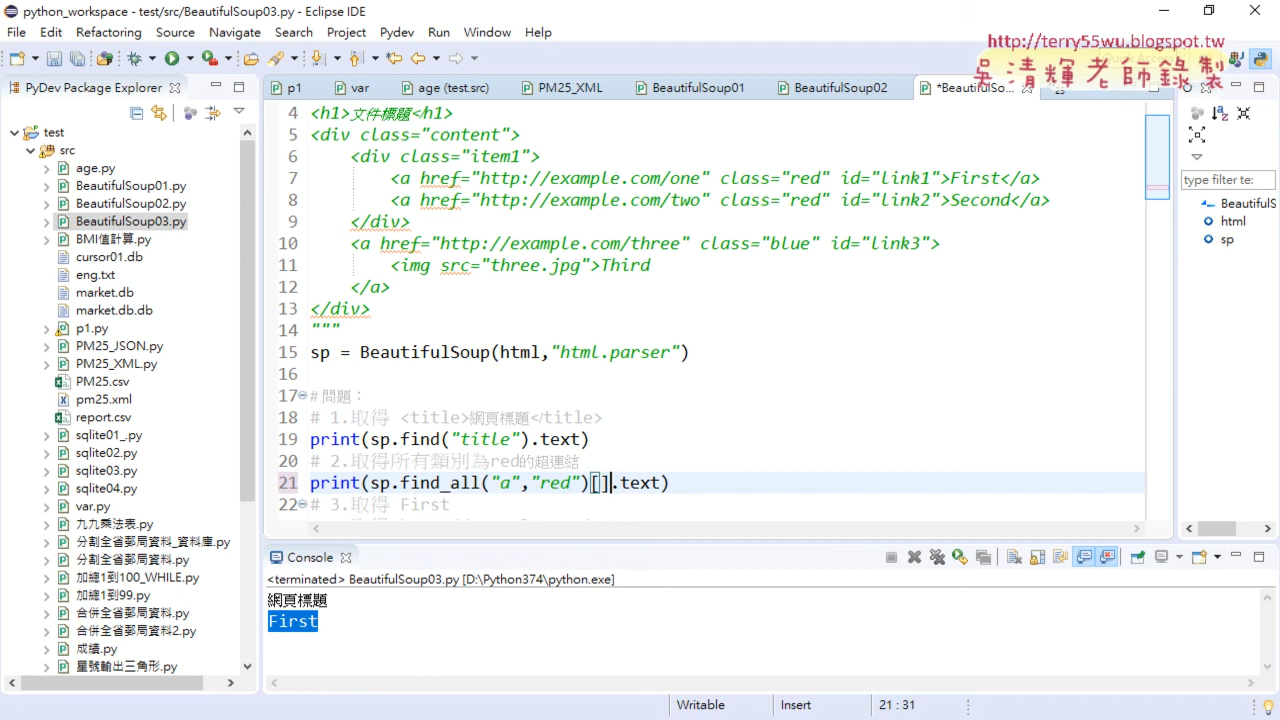 python_workspace - test/src/BeautifulSoup03.py - Eclipse IDE
File Edit Refactoring Source Navigate Search Project Pydev Run Window Help
http://terry55wu.blogspot.tw
吳清輝老師錄製
PyDev Package Explorer
p1 var age (test/src) PM25_XML BeautifulSoup01 BeautifulSoup02 *BeautifulSo...
test
src
age.py
BeautifulSoup01.py
BeautifulSoup02.py
BeautifulSoup03.py
BMI值計算.py
cursor01.db
eng.txt
market.db
market.db.db
p1.py
PM25_JSON.py
PM25_XML.py
PM25.csv
pm25.xml
report.csv
sqlite01_.py
sqlite02.py
sqlite03.py
sqlite04.py
var.py
九九乘法表.py
分割全省郵局資料_資料庫.py
分割全省郵局資料.py
加總1到100_WHILE.py
加總1到99.py
合併全省郵局資料.py
合併全省郵局資料2.py
成績.py
星號輸出三角形.py
4 <h1>文件標題<h1>
5 <div class="content">
6 <div class="item1">
7 <a href="http://example.com/one" class="red" id="link1">First</a>
8 <a href="http://example.com/two" class="red" id="link2">Second</a>
9 </div>
10 <a href="http://example.com/three" class="blue" id="link3">
11 <img src="three.jpg">Third
12 </a>
13 </div>
14 """
15 sp = BeautifulSoup(html,"html.parser")
16
17 # 問題：
18 # 1.取得 <title>網頁標題</title>
19 print(sp.find("title").text)
20 # 2.取得所有類別為red的超連結
21 print(sp.find_all("a","red")[].text)
22 # 3.取得 First
type filter te:
BeautifulS
html
sp
Console
<terminated> BeautifulSoup03.py [D:\Python374\python.exe]
網頁標題
First
Writable Insert 21 : 31